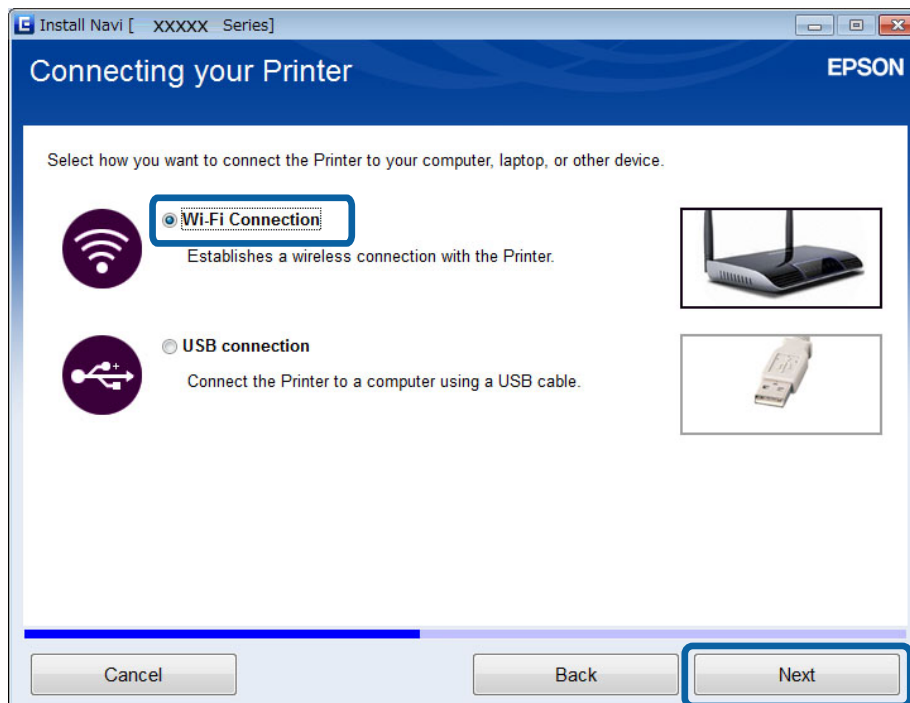 Install Navi [ XXXXX Series]
Connecting your Printer
EPSON
Select how you want to connect the Printer to your computer, laptop, or other device.
Wi-Fi Connection
Establishes a wireless connection with the Printer.
USB connection
Connect the Printer to a computer using a USB cable.
Cancel
Back
Next